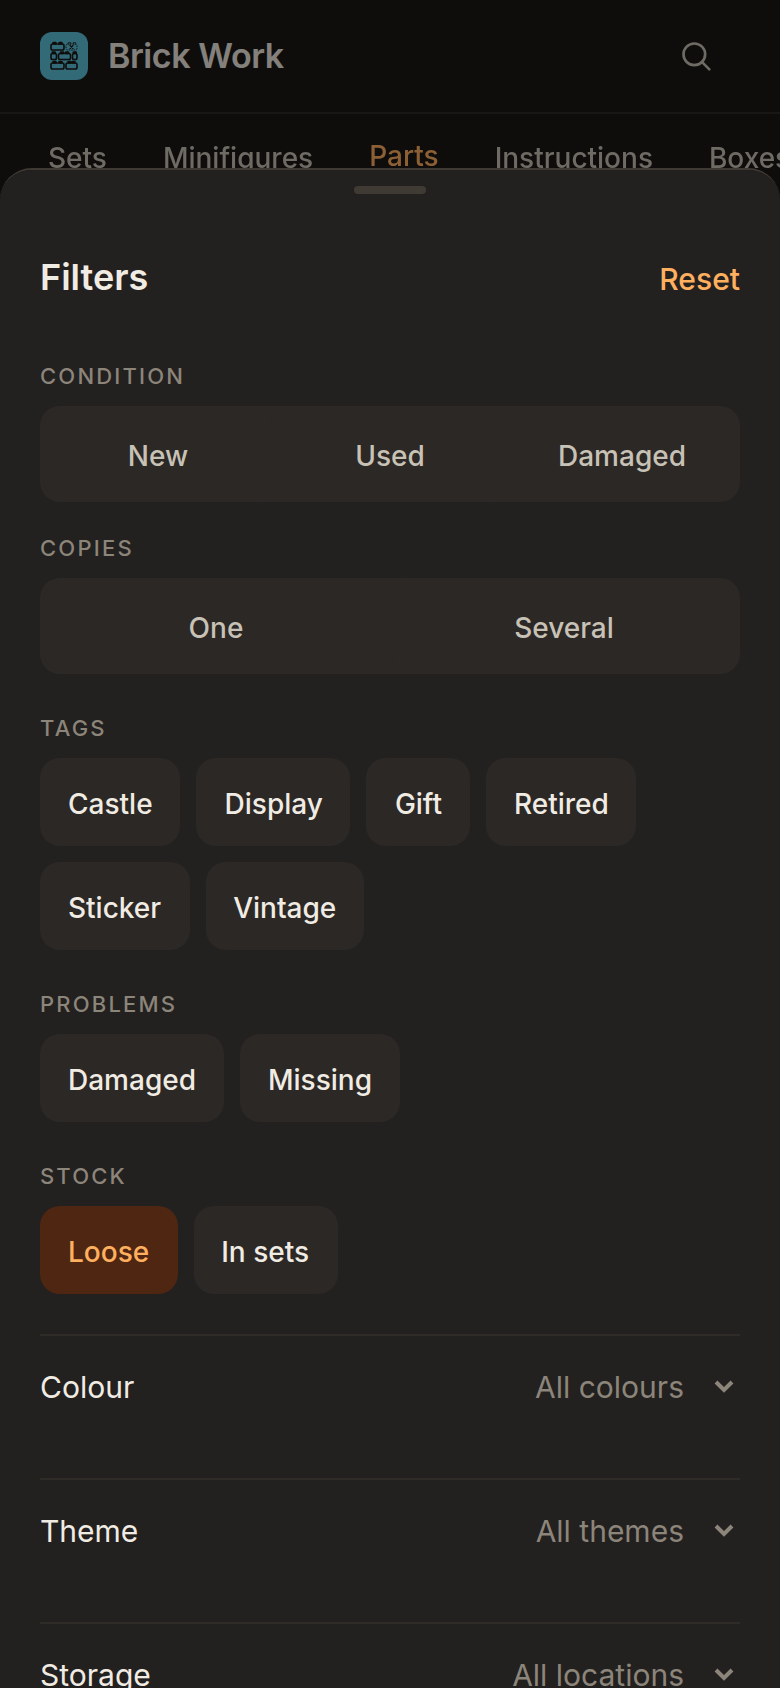 Brick Work
Sets Minifigures Parts Instructions Boxes
Filters Reset
CONDITION
New Used Damaged
COPIES
One Several
TAGS
Castle Display Gift Retired
Sticker Vintage
PROBLEMS
Damaged Missing
STOCK
Loose In sets
Colour All colours
Theme All themes
Storage All locations